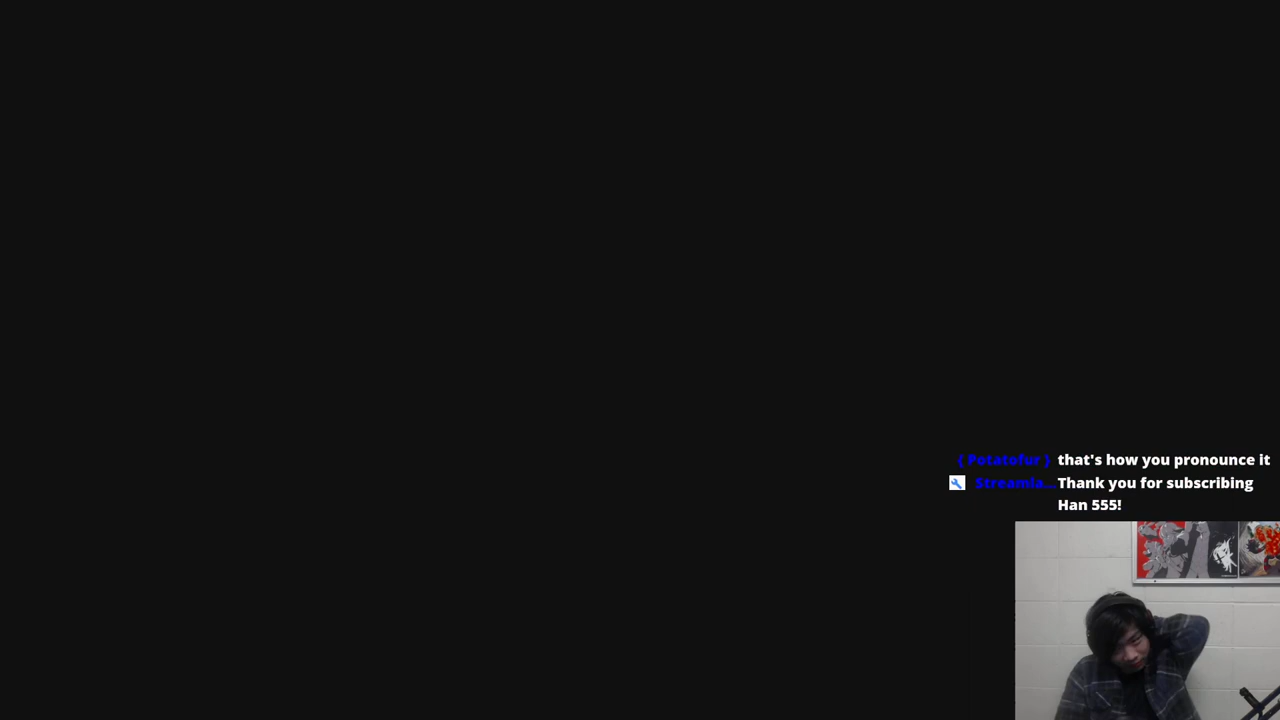 ( Potatofur ) that's how you pronounce it
Streamla... Thank you for subscribing
Han 555!